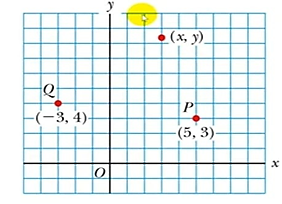 y
(x, y)
Q
(−3, 4)
P
(5, 3)
x
O